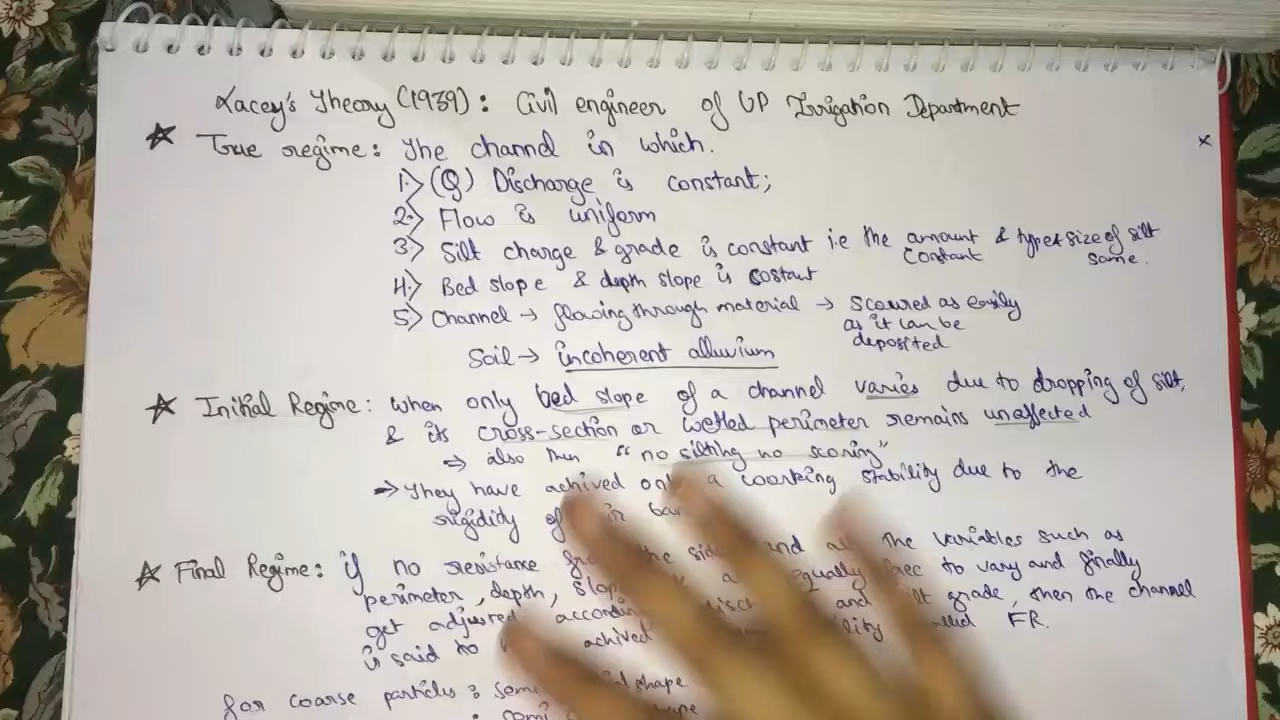 Lacey's Theory (1939): Civil engineer of UP Irrigation Department
True regime: The channel in which.
1) (Q) Discharge is constant;
2) Flow is uniform
3) Silt charge & grade is constant i.e the amount & type & size of silt
Constant same.
4) Bed slope & depth slope is costant
5) Channel → flowing through material → scoured as easily
as it can be
deposited
Soil → incoherent alluvium
Initial Regime: when only bed slope of a channel varies due to dropping of silt,
& its cross-section or wetted perimeter remains uneffected
⇒ also then "no silting no scoring"
→ They have achived a working stability due to the
rigidity of
Final Regime: if no resistance the and the variables such as
perimeter, depth, to vary and finally
get adjusted and grade, then the channel
is said to achived FR.
for coarse particles: shape